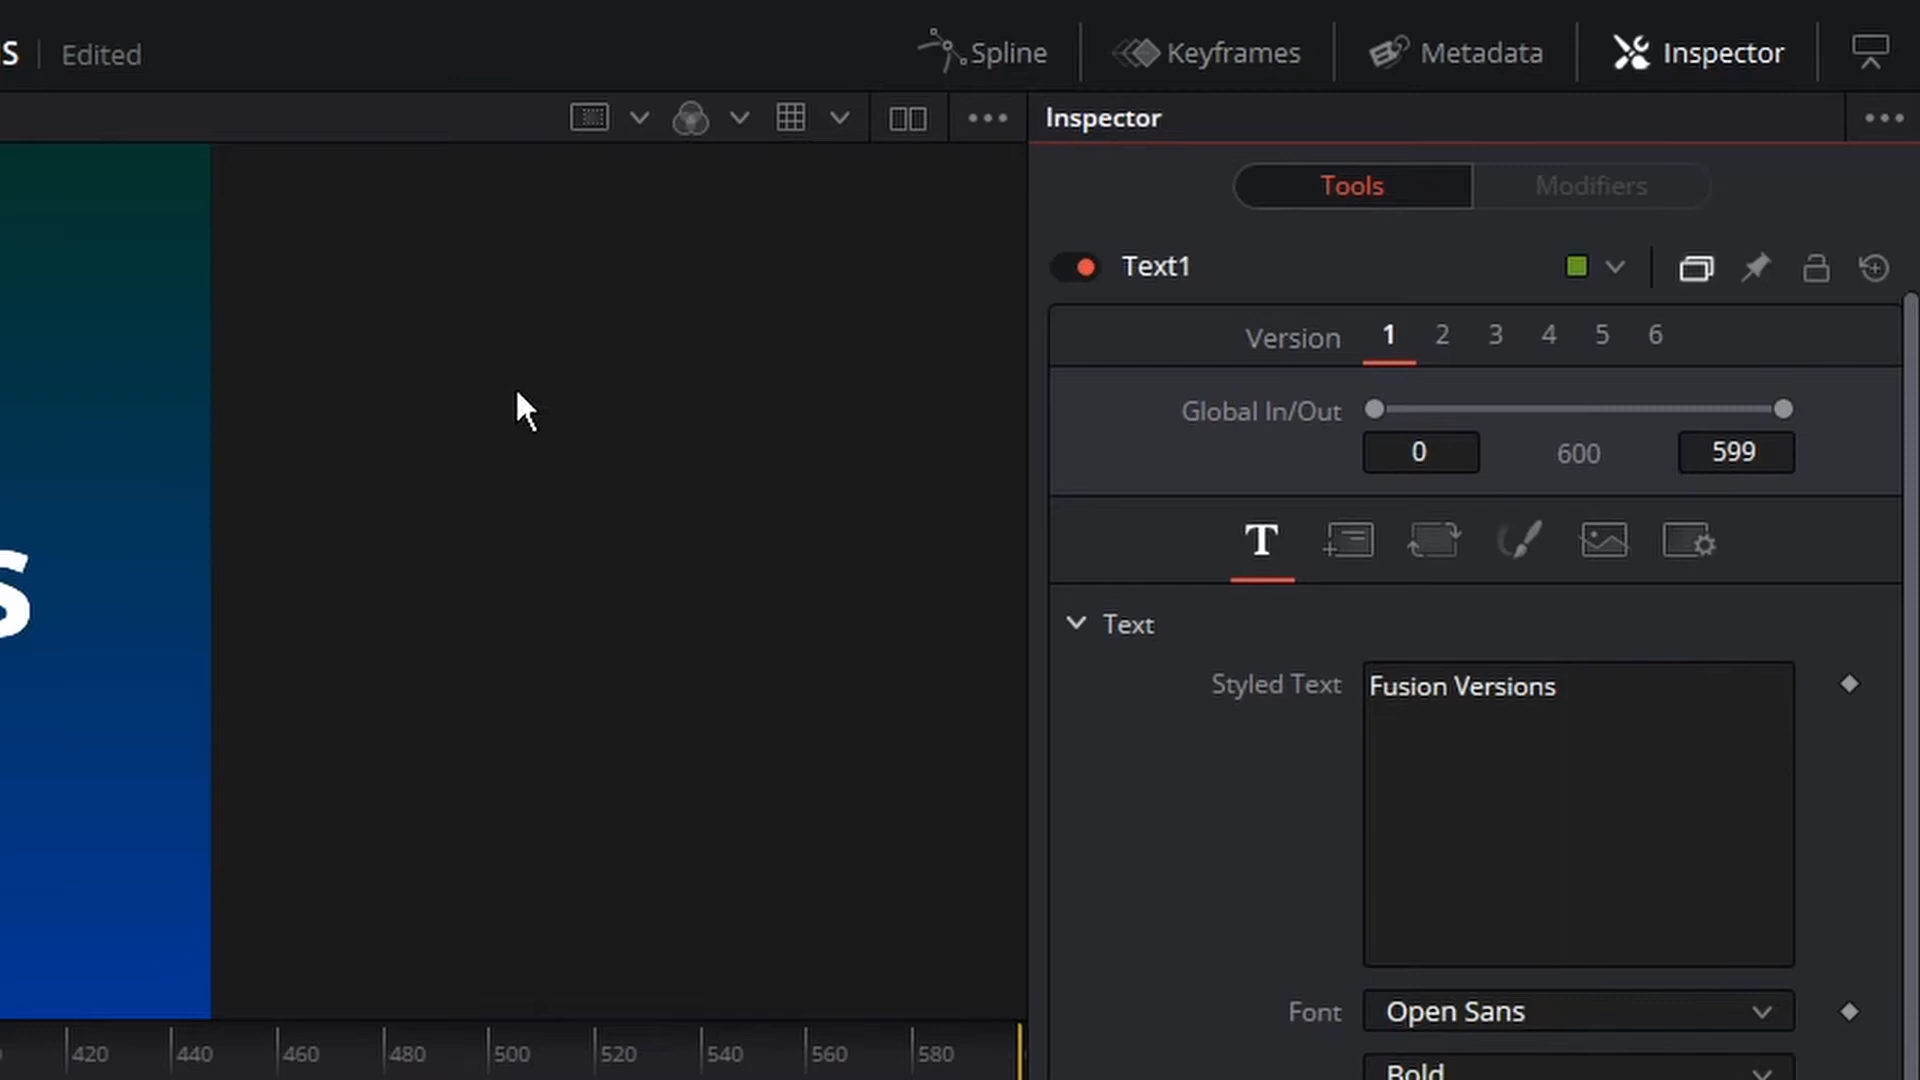 s Edited Spline Keyframes Metadata Inspector
Inspector
Tools Modifiers
Text1
Version 1 2 3 4 5 6
Global In/Out
0 600 599
T
Text
s
Styled Text Fusion Versions
Font Open Sans
420 440 460 480 500 520 540 560 580
Bold